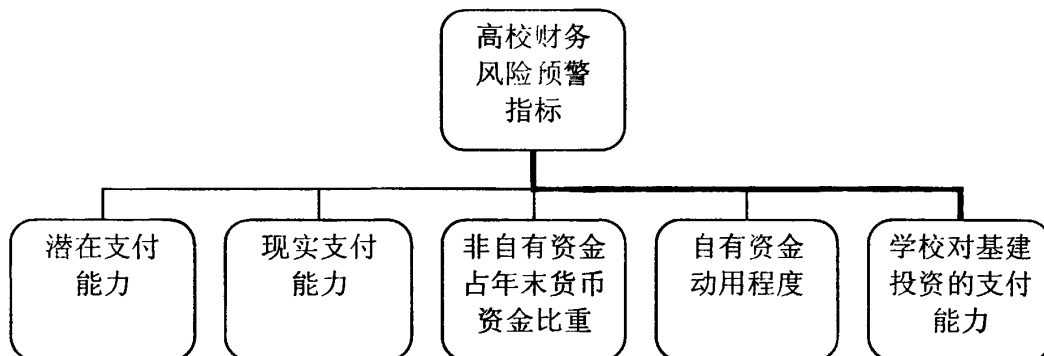 高校财务
风险预警
指标
潜在支付
能力
现实支付
能力
非自有资金
占年末货币
资金比重
自有资金
动用程度
学校对基建
投资的支付
能力